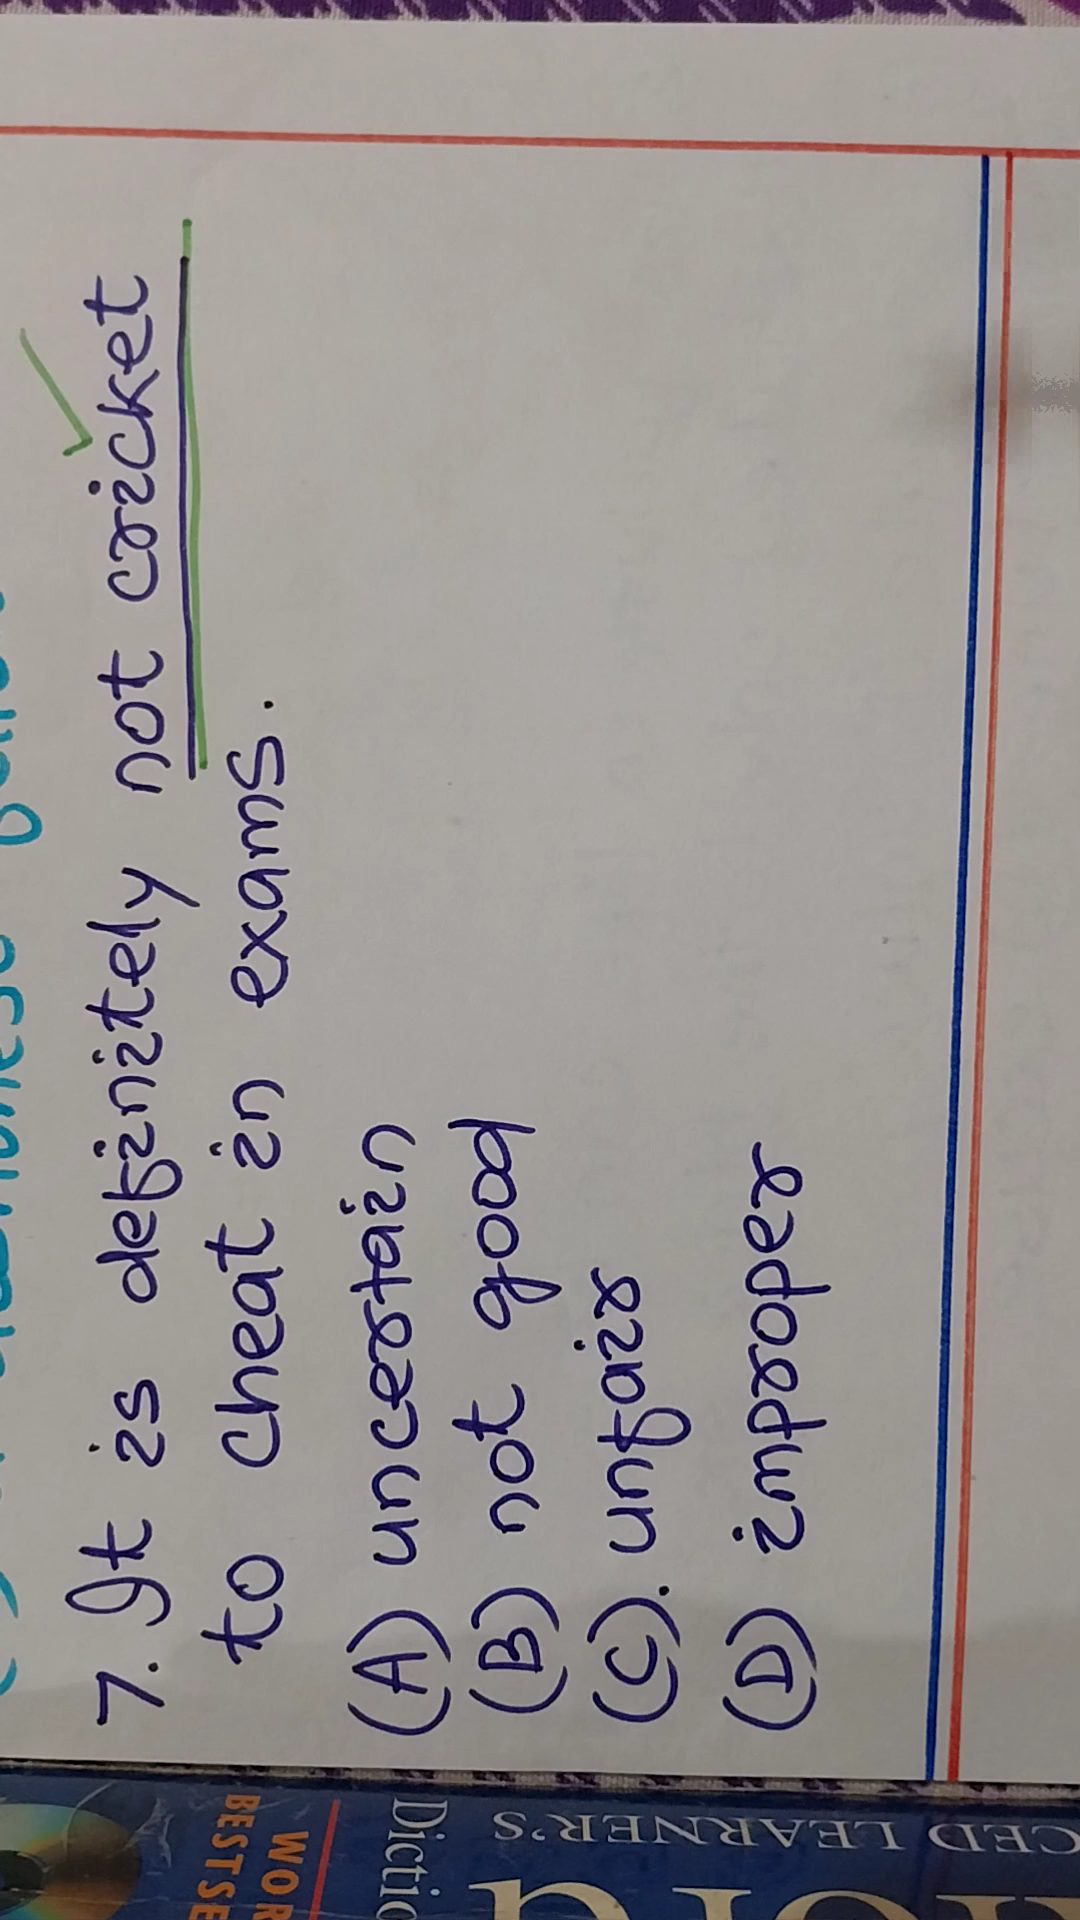 7. It is definitely not cricket
to cheat in exams.
(A) uncertain
(B) not good
(C). unfair
(D) improper
CED LEARNER'S
Dictio
WOR
BESTSE